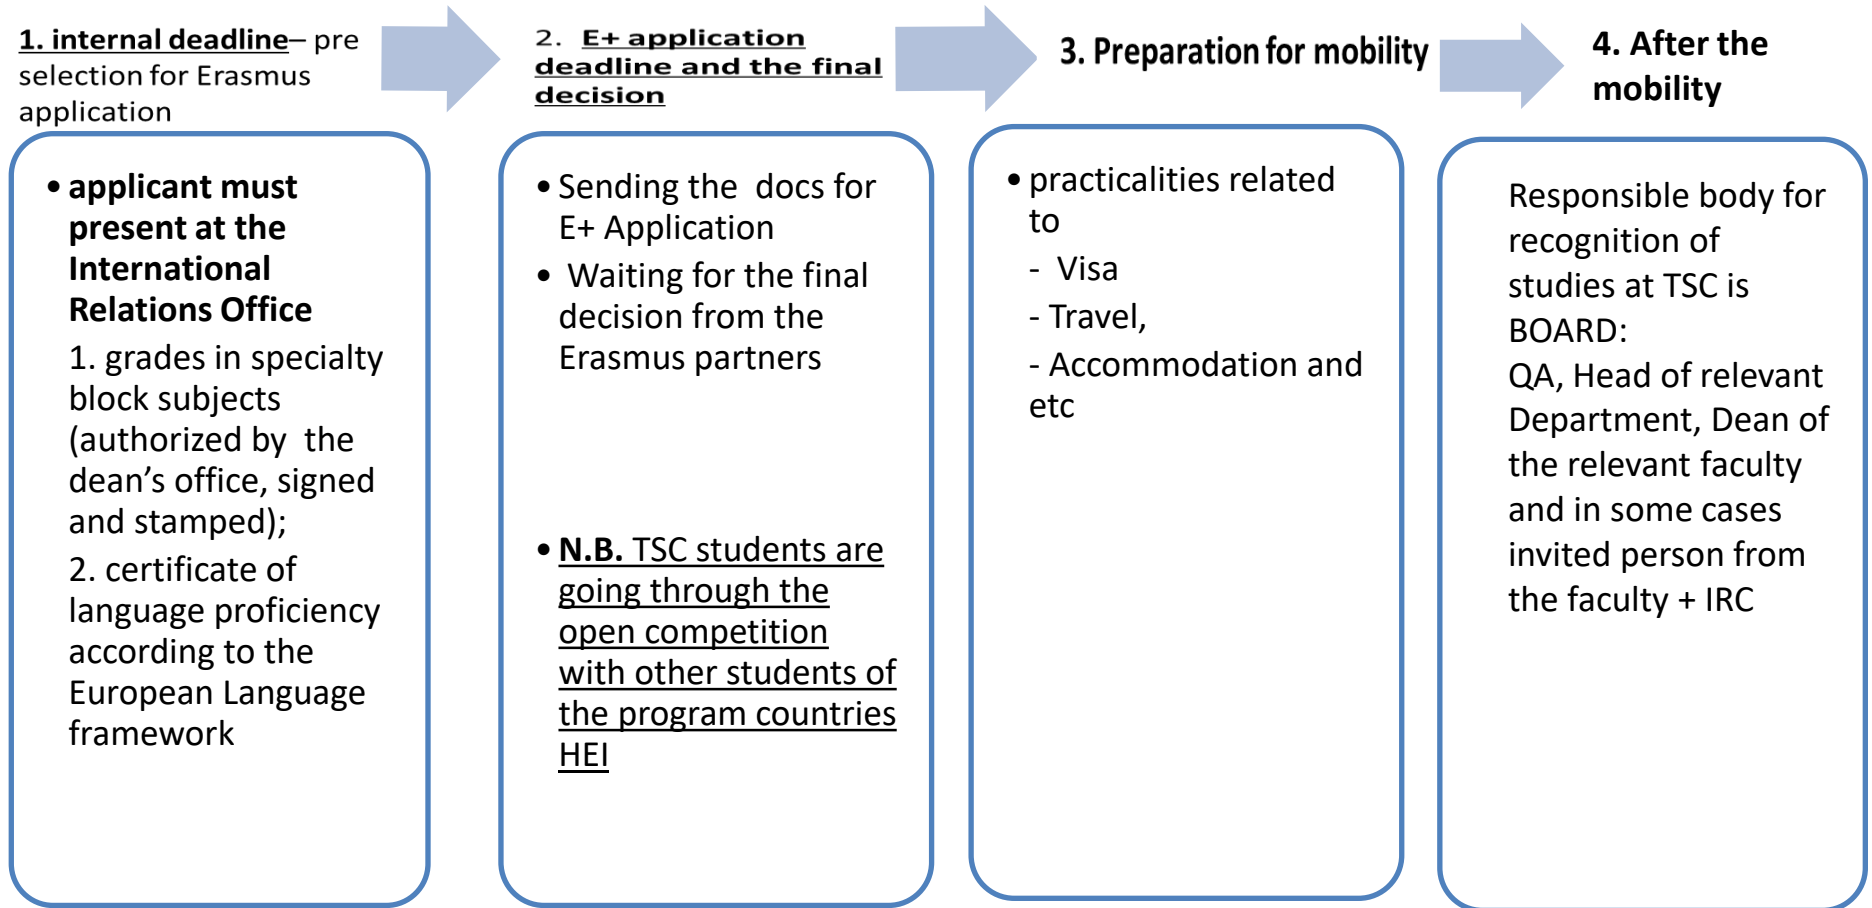 1. internal deadline– pre
selection for Erasmus
application
2. E+ application
deadline and the final
decision
3. Preparation for mobility
4. After the
mobility
• applicant must
present at the
International
Relations Office
1. grades in specialty
block subjects
(authorized by the
dean’s office, signed
and stamped);
2. certificate of
language proficiency
according to the
European Language
framework
• Sending the docs for
E+ Application
• Waiting for the final
decision from the
Erasmus partners
• N.B. TSC students are
going through the
open competition
with other students of
the program countries
HEI
• practicalities related
to
- Visa
- Travel,
- Accommodation and
etc
Responsible body for
recognition of
studies at TSC is
BOARD:
QA, Head of relevant
Department, Dean of
the relevant faculty
and in some cases
invited person from
the faculty + IRC